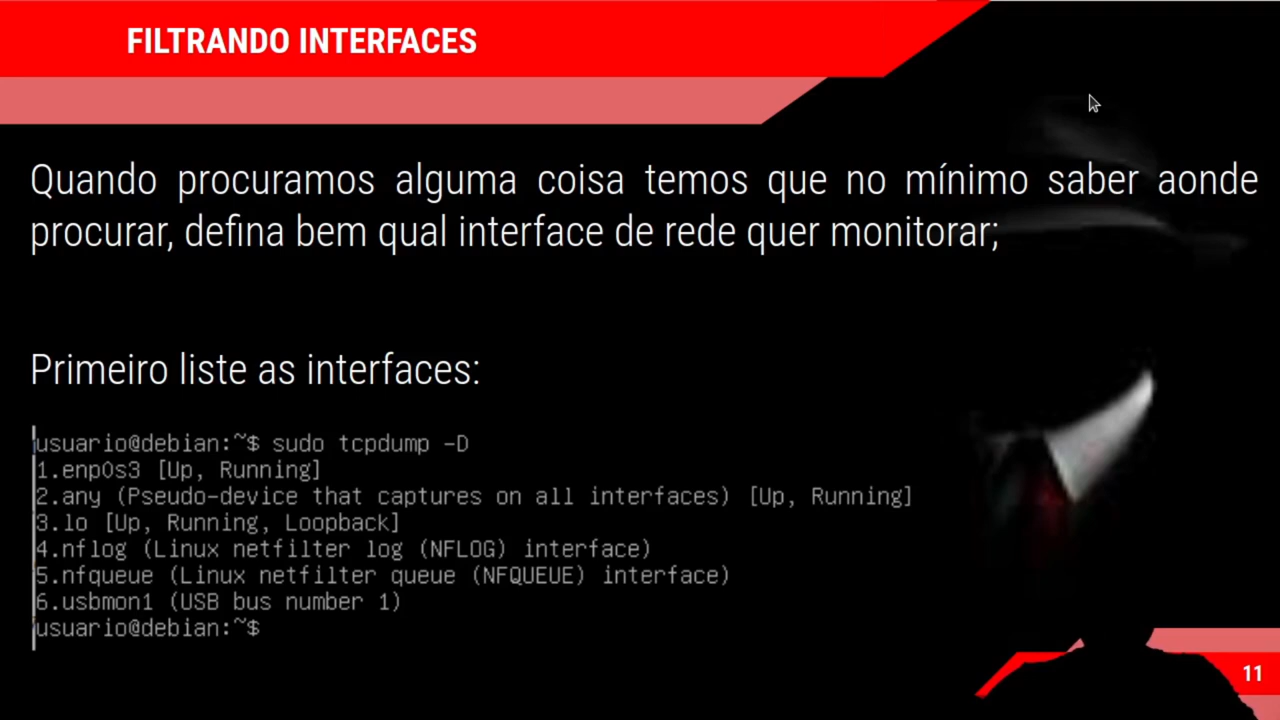 FILTRANDO INTERFACES
Quando procuramos alguma coisa temos que no mínimo saber aonde
procurar, defina bem qual interface de rede quer monitorar;
Primeiro liste as interfaces:
usuario@debian:~$ sudo tcpdump -D
1.enp0s3 [Up, Running]
2.any (Pseudo-device that captures on all interfaces) [Up, Running]
3.lo [Up, Running, Loopback]
4.nflog (Linux netfilter log (NFLOG) interface)
5.nfqueue (Linux netfilter queue (NFQUEUE) interface)
6.usbmon1 (USB bus number 1)
usuario@debian:~$
11